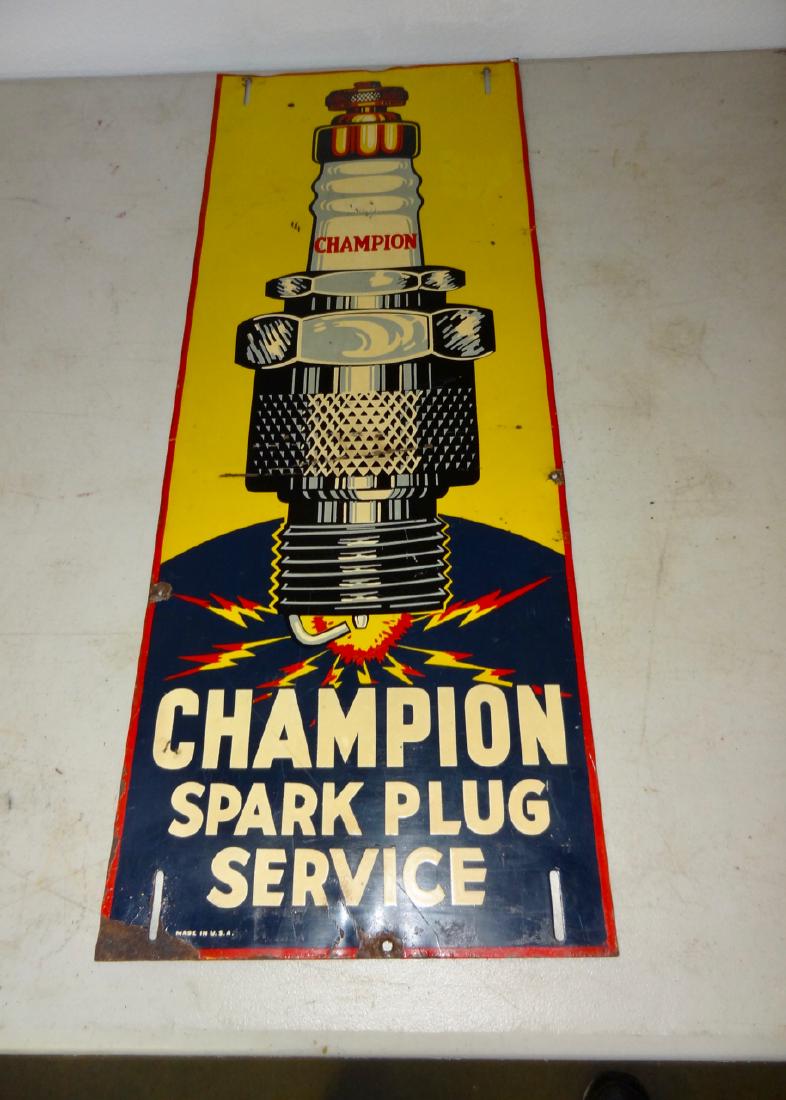 CHAMPION
CHAMPION
SPARK PLUG
SERVICE
MADE IN U.S.A.